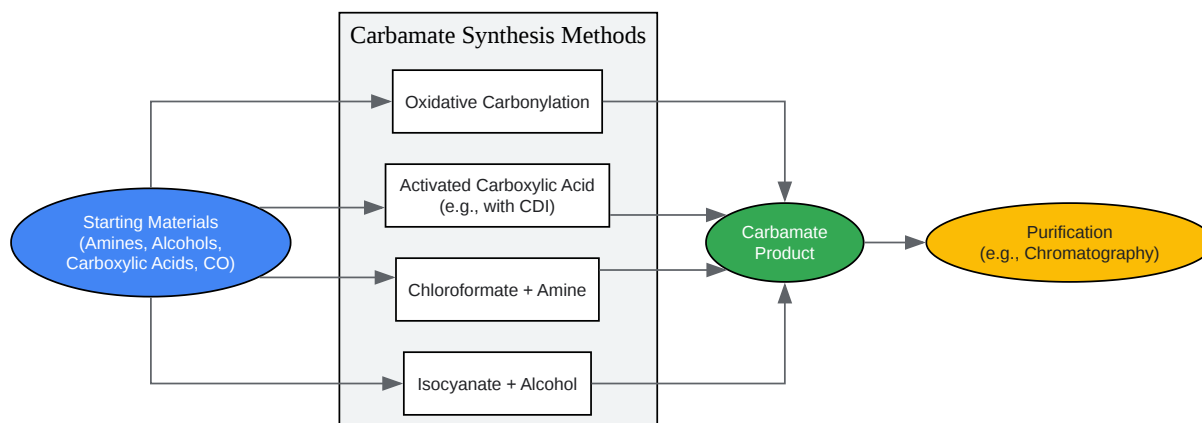 Carbamate Synthesis Methods
Oxidative Carbonylation
Activated Carboxylic Acid
(e.g., with CDI)
Starting Materials
(Amines, Alcohols,
Carboxylic Acids, CO)
Carbamate
Product
Purification
(e.g., Chromatography)
Chloroformate + Amine
Isocyanate + Alcohol